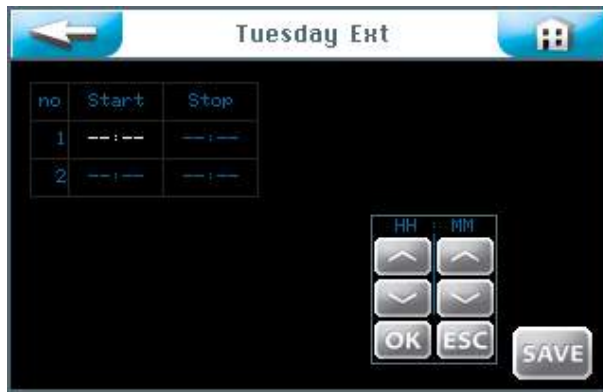 Tuesday Ext
no Start Stop
1 --:-- --:--
2 --:-- --:--
HH : MM
OK ESC
SAVE